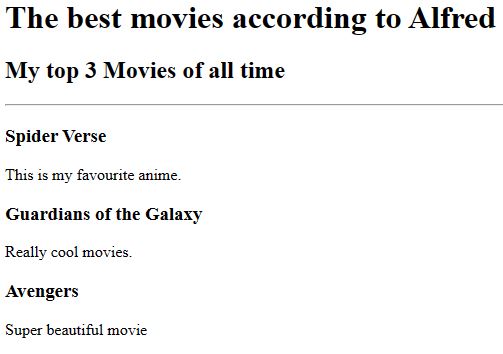 The best movies according to Alfred
My top 3 Movies of all time
Spider Verse
This is my favourite anime.
Guardians of the Galaxy
Really cool movies.
Avengers
Super beautiful movie